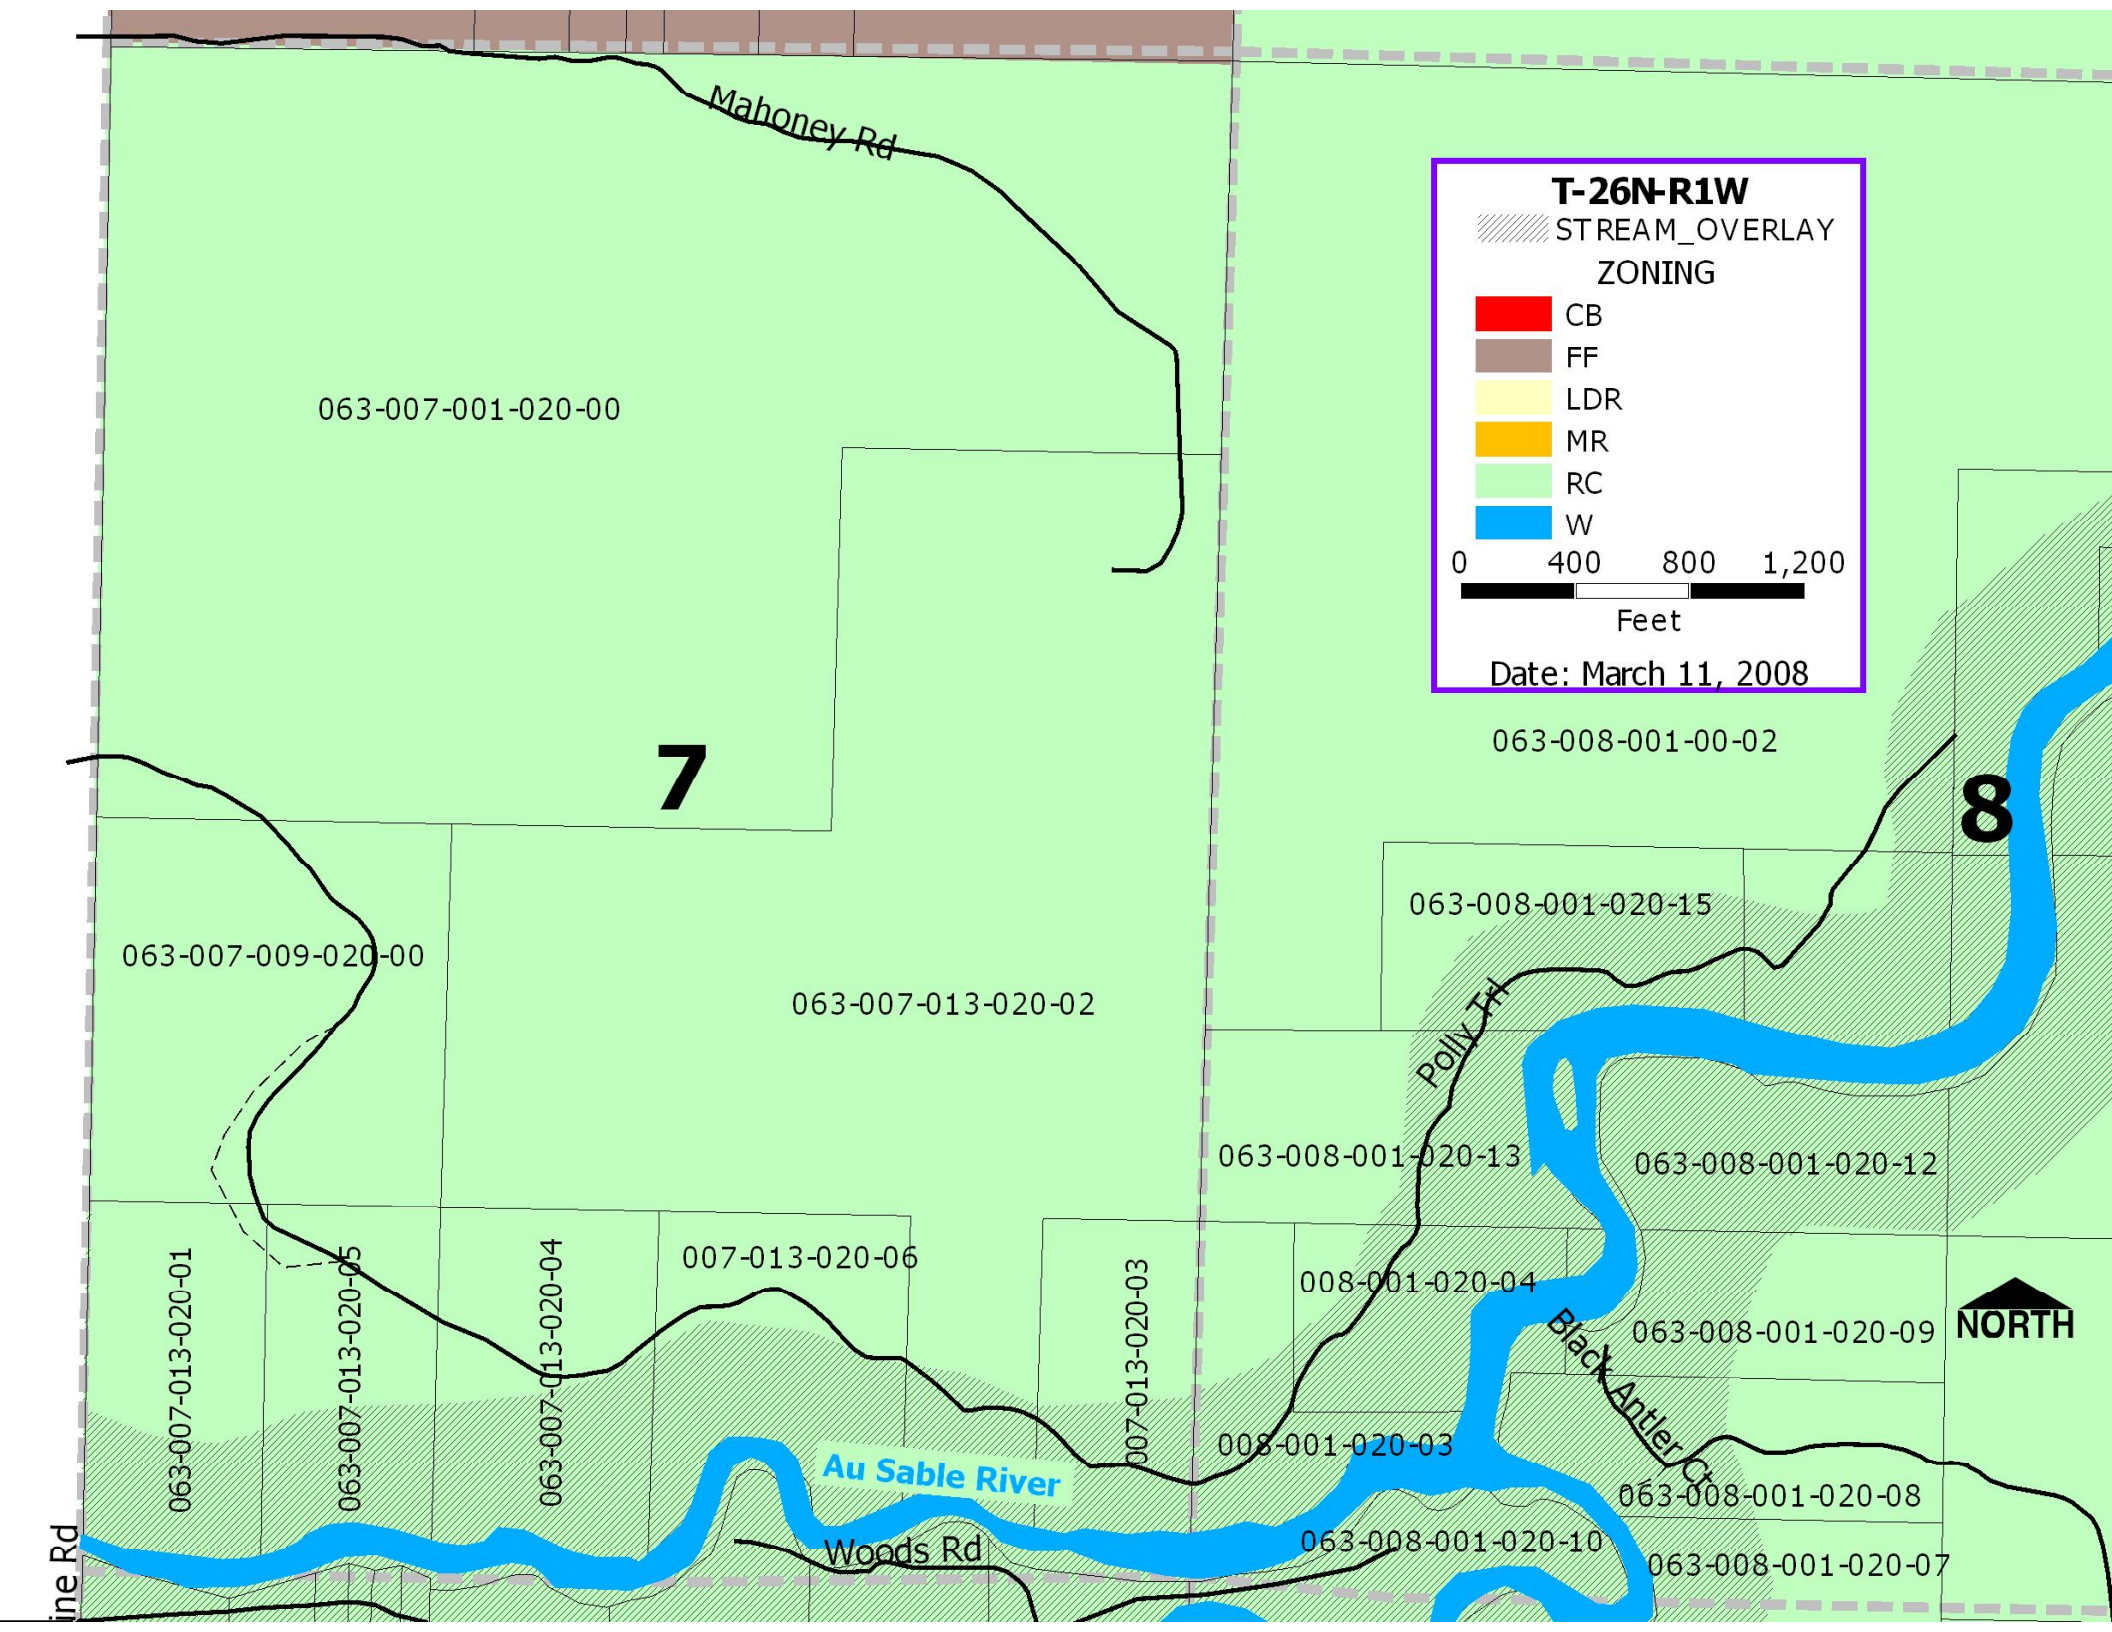 Mahoney Rd
T-26N-R1W
STREAM_OVERLAY
ZONING
CB
FF
LDR
MR
RC
W
0 400 800 1,200
Feet
Date: March 11, 2008
063-007-001-020-00
063-008-001-00-02
7
8
063-008-001-020-15
063-007-009-020-00
063-007-013-020-02
Polly Trl
063-008-001-020-13
063-008-001-020-12
007-013-020-06
008-001-020-04
063-007-013-020-01
063-007-013-020-05
063-007-013-020-04
007-013-020-03
NORTH
063-008-001-020-09
Black Antler Ct
008-001-020-03
Au Sable River
063-008-001-020-08
063-008-001-020-10
Woods Rd
063-008-001-020-07
ine Rd